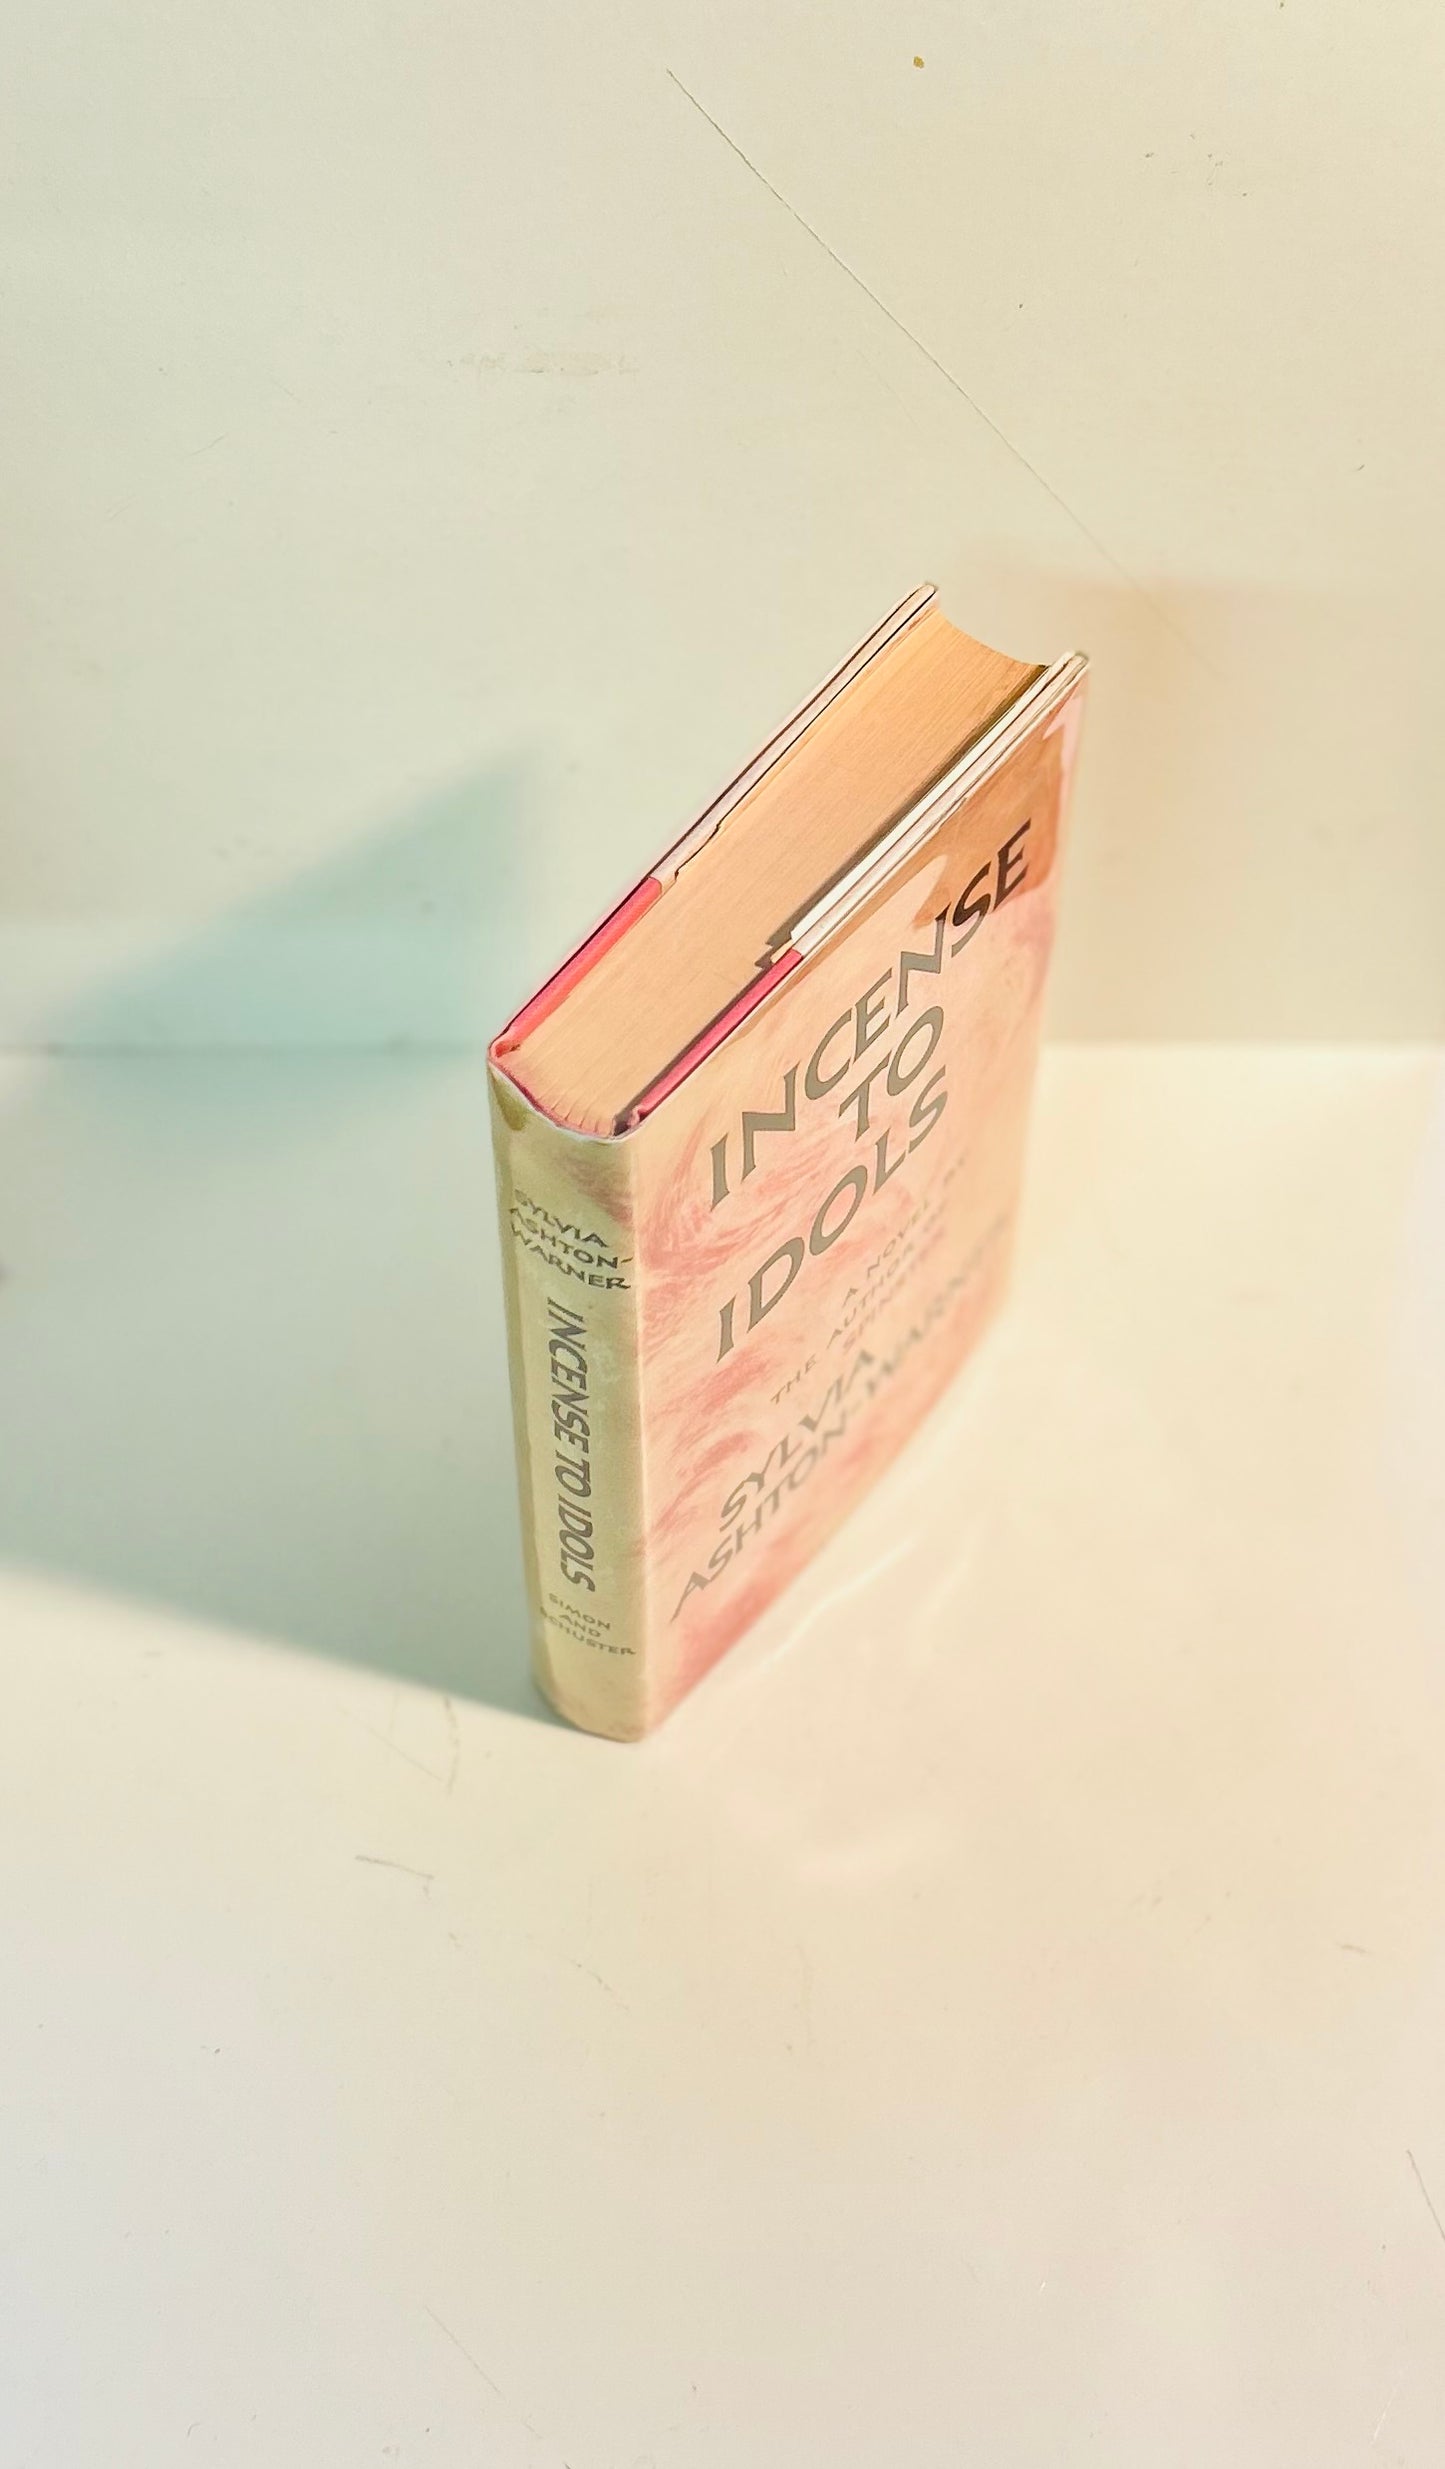 SYLVIA
ASHTON-
WARNER
INCENSE TO IDOLS
SIMON
AND
SCHUSTER
INCENSE
TO
IDOLS
A NOVEL BY
THE AUTHOR OF
SPINSTER
SYLVIA
ASHTON-WARNER